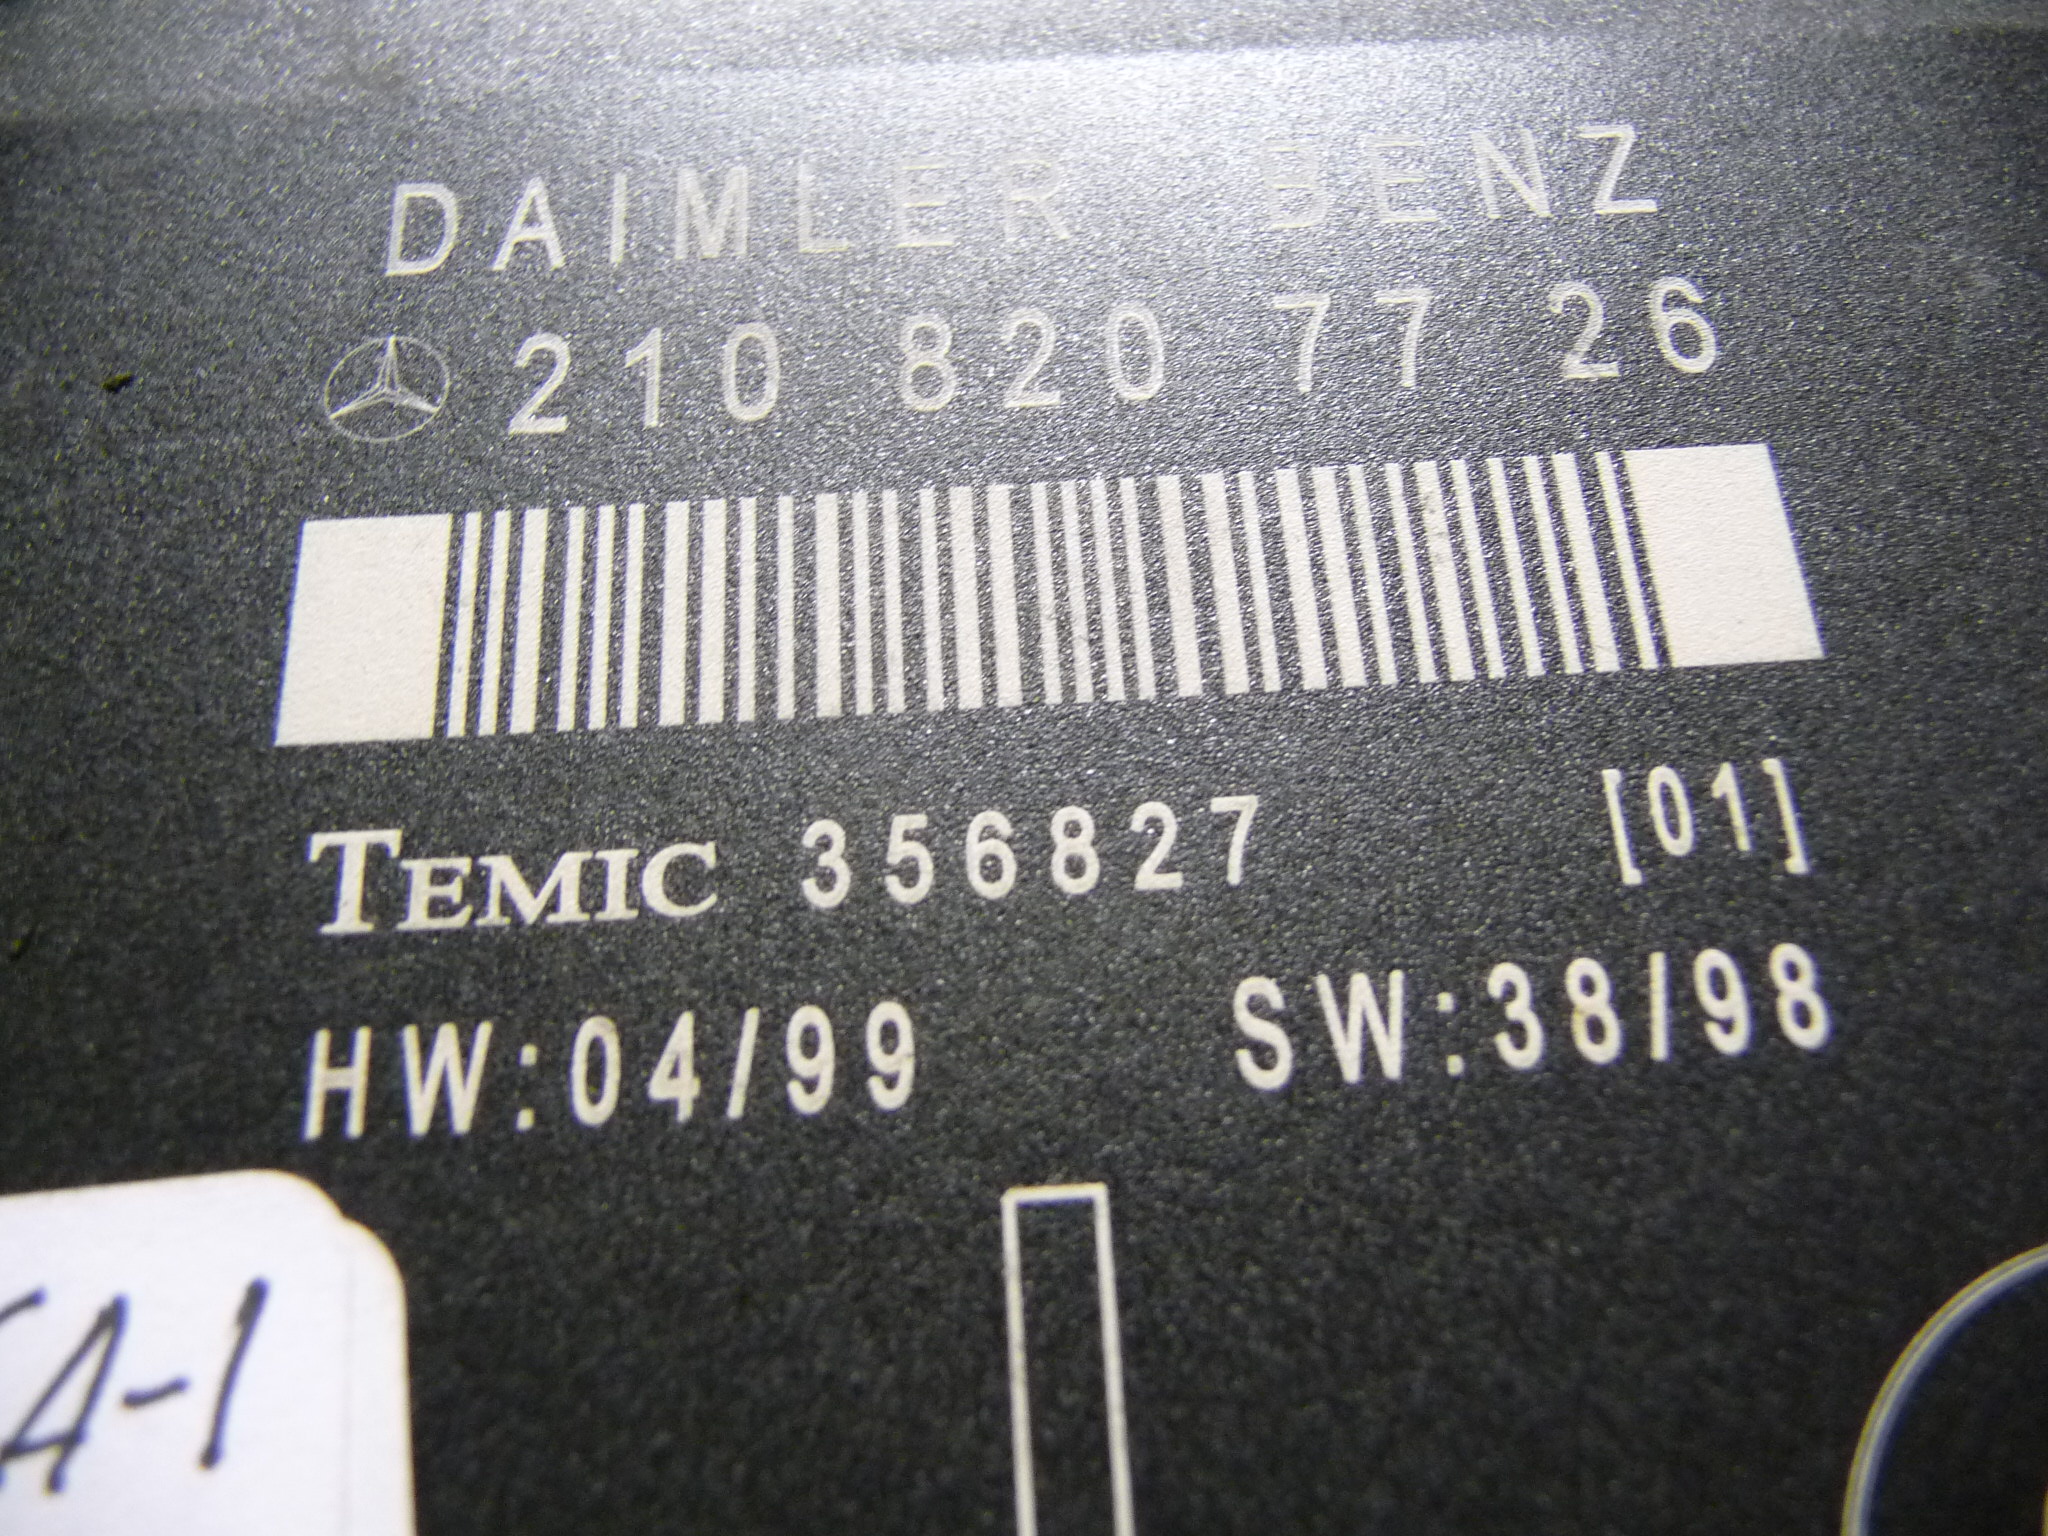 DAIMLER BENZ
210 820 77 26
TEMIC 356827 [01]
HW:04/99 SW:38/98
A-1